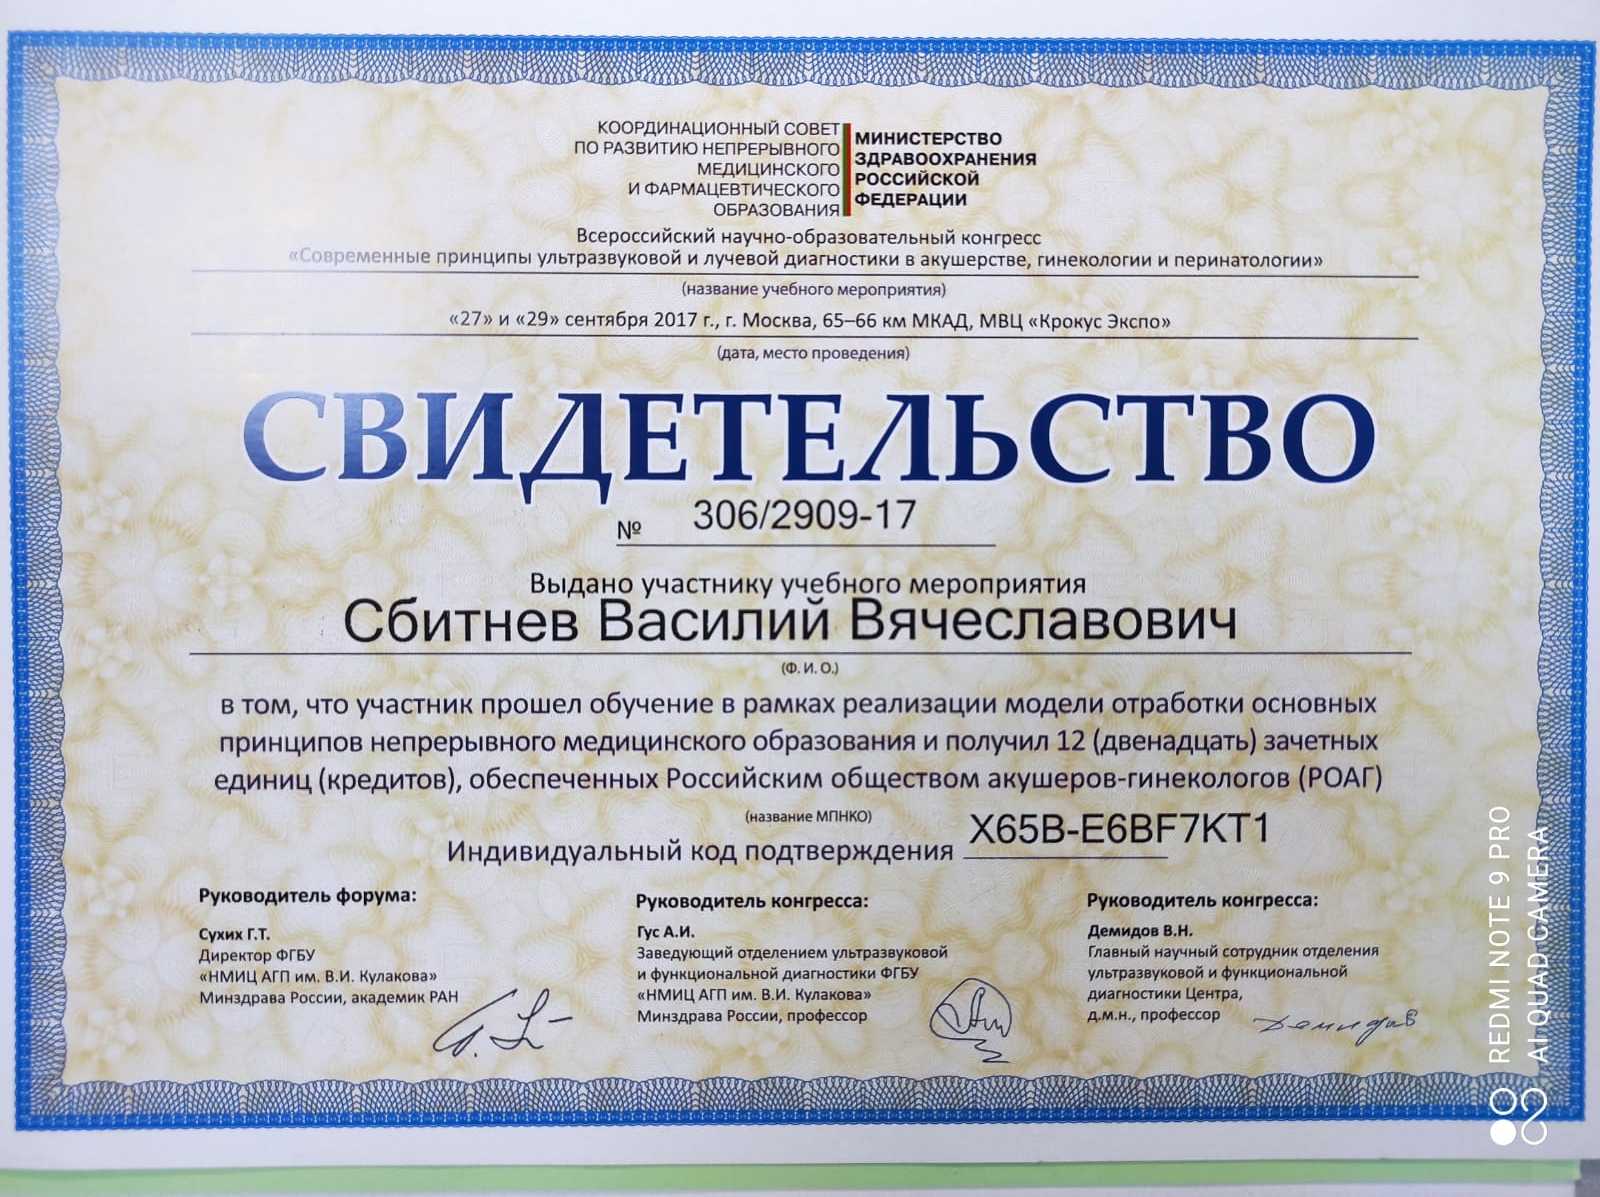 КООРДИНАЦИОННЫЙ СОВЕТ
ПО РАЗВИТИЮ НЕПРЕРЫВНОГО
МЕДИЦИНСКОГО
И ФАРМАЦЕВТИЧЕСКОГО
ОБРАЗОВАНИЯ
МИНИСТЕРСТВО
ЗДРАВООХРАНЕНИЯ
РОССИЙСКОЙ
ФЕДЕРАЦИИ
Всероссийский научно-образовательный конгресс
«Современные принципы ультразвуковой и лучевой диагностики в акушерстве, гинекологии и перинатологии»
(название учебного мероприятия)
«27» и «29» сентября 2017 г., г. Москва, 65–66 км МКАД, МВЦ «Крокус Экспо»
(дата, место проведения)
СВИДЕТЕЛЬСТВО
№ 306/2909-17
Выдано участнику учебного мероприятия
Сбитнев Василий Вячеславович
(Ф. И. О.)
в том, что участник прошел обучение в рамках реализации модели отработки основных
принципов непрерывного медицинского образования и получил 12 (двенадцать) зачетных
единиц (кредитов), обеспеченных Российским обществом акушеров-гинекологов (РОАГ)
(название МПНКО)
Индивидуальный код подтверждения X65B-E6BF7KT1
Руководитель форума:
Сухих Г.Т.
Директор ФГБУ
«НМИЦ АГП им. В.И. Кулакова»
Минздрава России, академик РАН
Руководитель конгресса:
Гус А.И.
Заведующий отделением ультразвуковой
и функциональной диагностики ФГБУ
«НМИЦ АГП им. В.И. Кулакова»
Минздрава России, профессор
Руководитель конгресса:
Демидов В.Н.
Главный научный сотрудник отделения
ультразвуковой и функциональной
диагностики Центра,
д.м.н., профессор
Демидов
REDMI NOTE 9 PRO
AI QUAD CAMERA